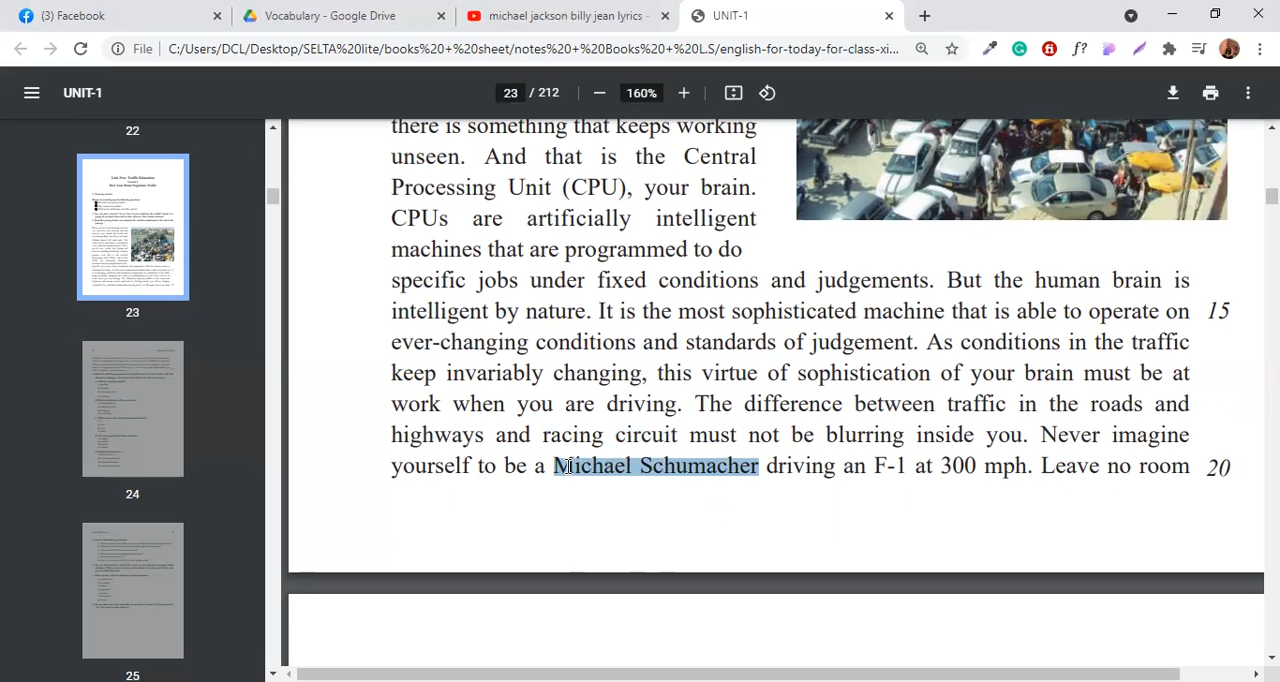 (3) Facebook
Vocabulary - Google Drive
michael jackson billy jean lyrics -
UNIT-1
File
C:/Users/DCL/Desktop/SELTA%20lite/books%20+%20sheet/notes%20+%20Books%20+%20L.S/english-for-today-for-class-xi...
UNIT-1
23 / 212
160%
22
23
24
25
there is something that keeps working
unseen. And that is the Central
Processing Unit (CPU), your brain.
CPUs are artificially intelligent
machines that are programmed to do
specific jobs under fixed conditions and judgements. But the human brain is
intelligent by nature. It is the most sophisticated machine that is able to operate on 15
ever-changing conditions and standards of judgement. As conditions in the traffic
keep invariably changing, this virtue of sophistication of your brain must be at
work when you are driving. The difference between traffic in the roads and
highways and racing circuit must not be blurring inside you. Never imagine
yourself to be a Michael Schumacher driving an F-1 at 300 mph. Leave no room 20